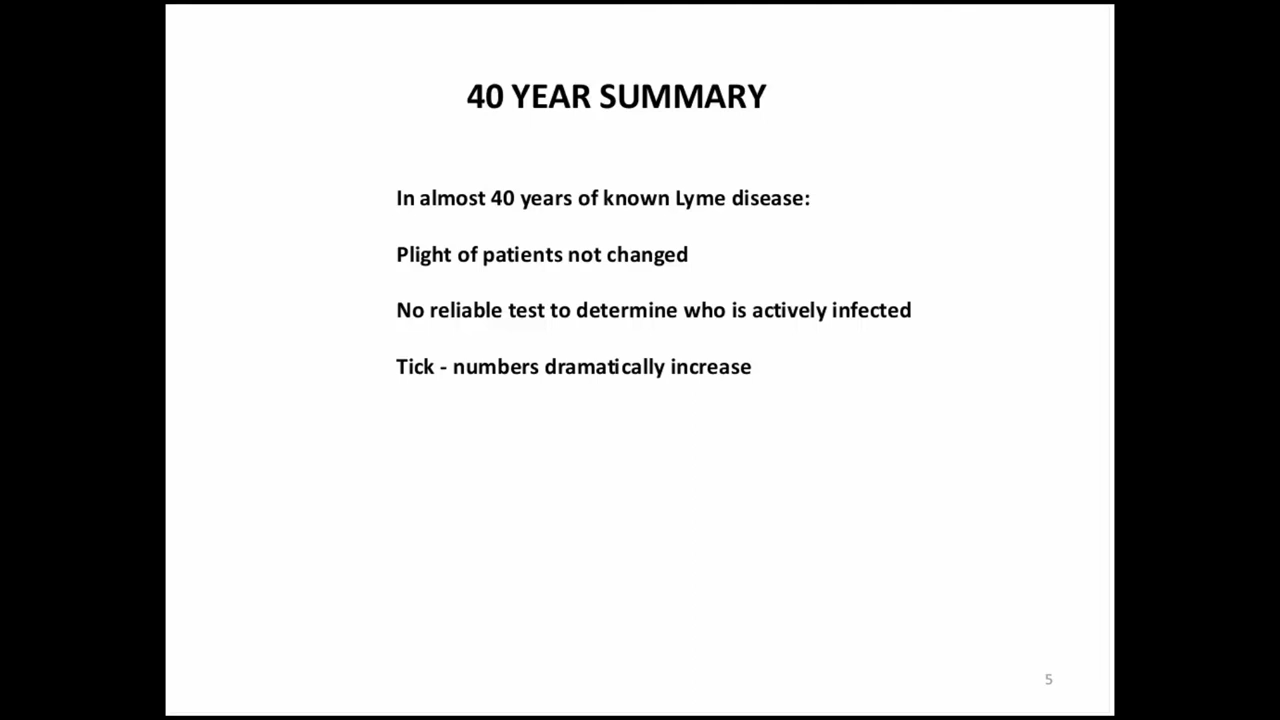 40 YEAR SUMMARY
In almost 40 years of known Lyme disease:
Plight of patients not changed
No reliable test to determine who is actively infected
Tick - numbers dramatically increase
5